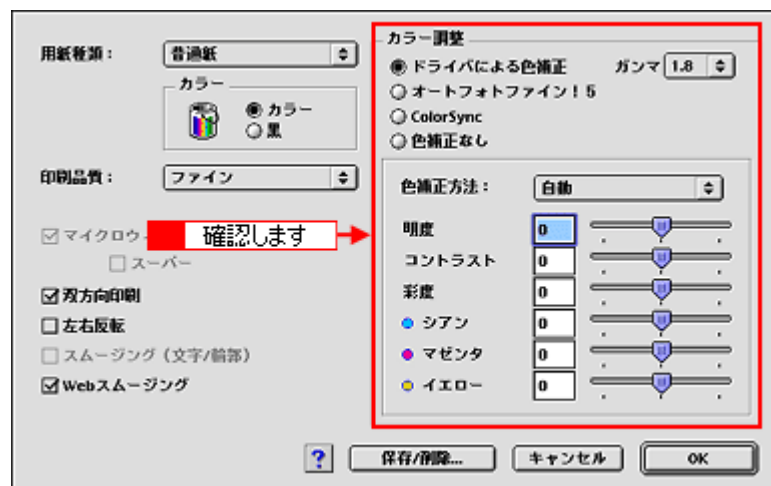 用紙種類：
普通紙
カラー
カラー
黒
印刷品質：
ファイン
マイクロウィ
スーパー
確認します
双方向印刷
左右反転
スムージング（文字/輪郭）
Webスムージング
カラー調整
ドライバによる色補正
ガンマ 1.8
オートフォトファイン！5
ColorSync
色補正なし
色補正方法：
自動
明度 0
コントラスト 0
彩度 0
シアン 0
マゼンタ 0
イエロー 0
?
保存/削除...
キャンセル
OK